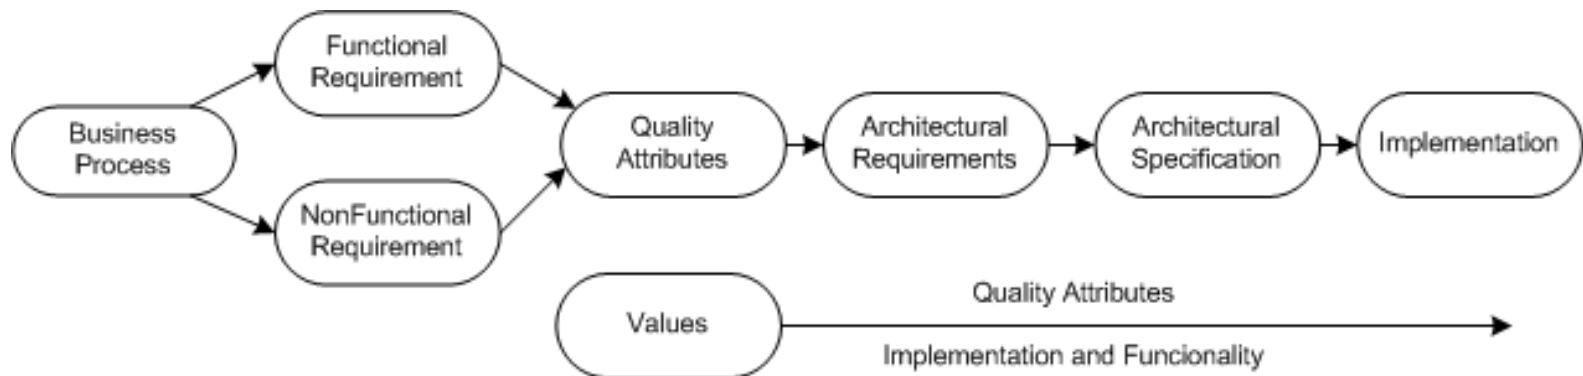 Functional
Requirement
Business
Process
NonFunctional
Requirement
Quality
Attributes
Architectural
Requirements
Architectural
Specification
Implementation
Values
Quality Attributes
Implementation and Funcionality